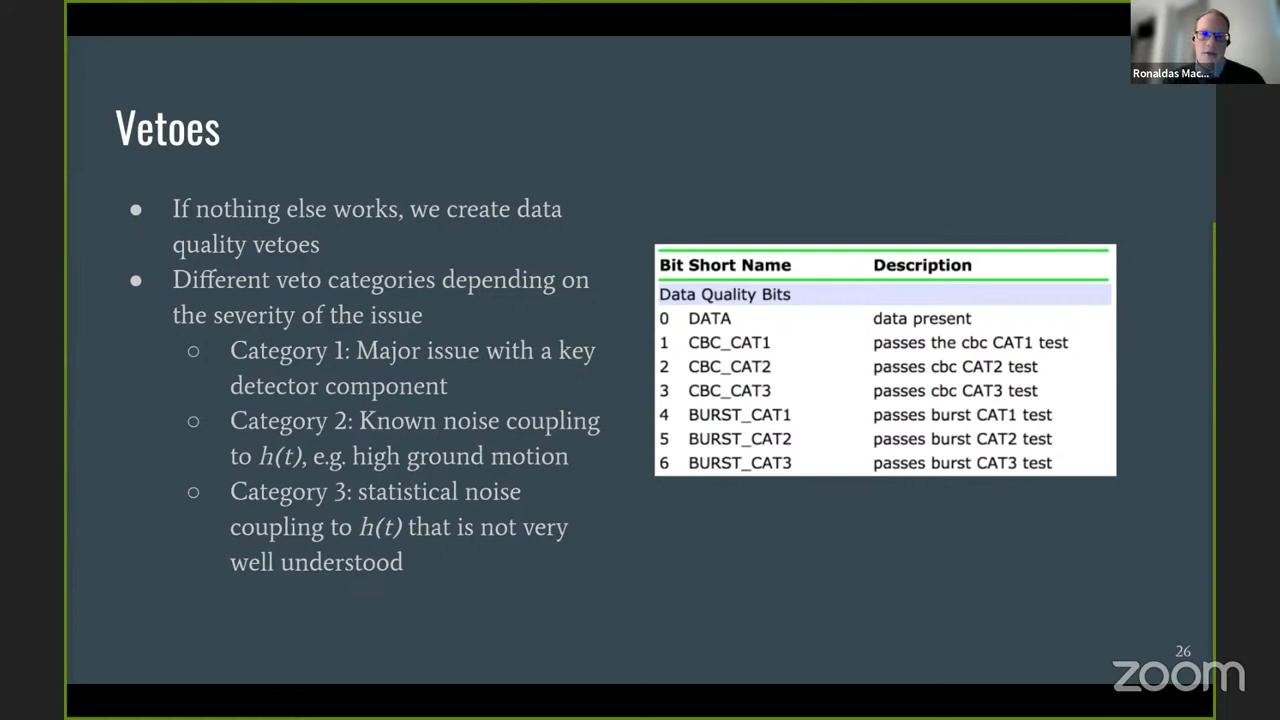 Ronaldas Mac...
Vetoes
● If nothing else works, we create data
quality vetoes
● Different veto categories depending on
the severity of the issue
○ Category 1: Major issue with a key
detector component
○ Category 2: Known noise coupling
to h(t), e.g. high ground motion
○ Category 3: statistical noise
coupling to h(t) that is not very
well understood
Bit Short Name Description
Data Quality Bits
0 DATA data present
1 CBC_CAT1 passes the cbc CAT1 test
2 CBC_CAT2 passes cbc CAT2 test
3 CBC_CAT3 passes cbc CAT3 test
4 BURST_CAT1 passes burst CAT1 test
5 BURST_CAT2 passes burst CAT2 test
6 BURST_CAT3 passes burst CAT3 test
26
zoom